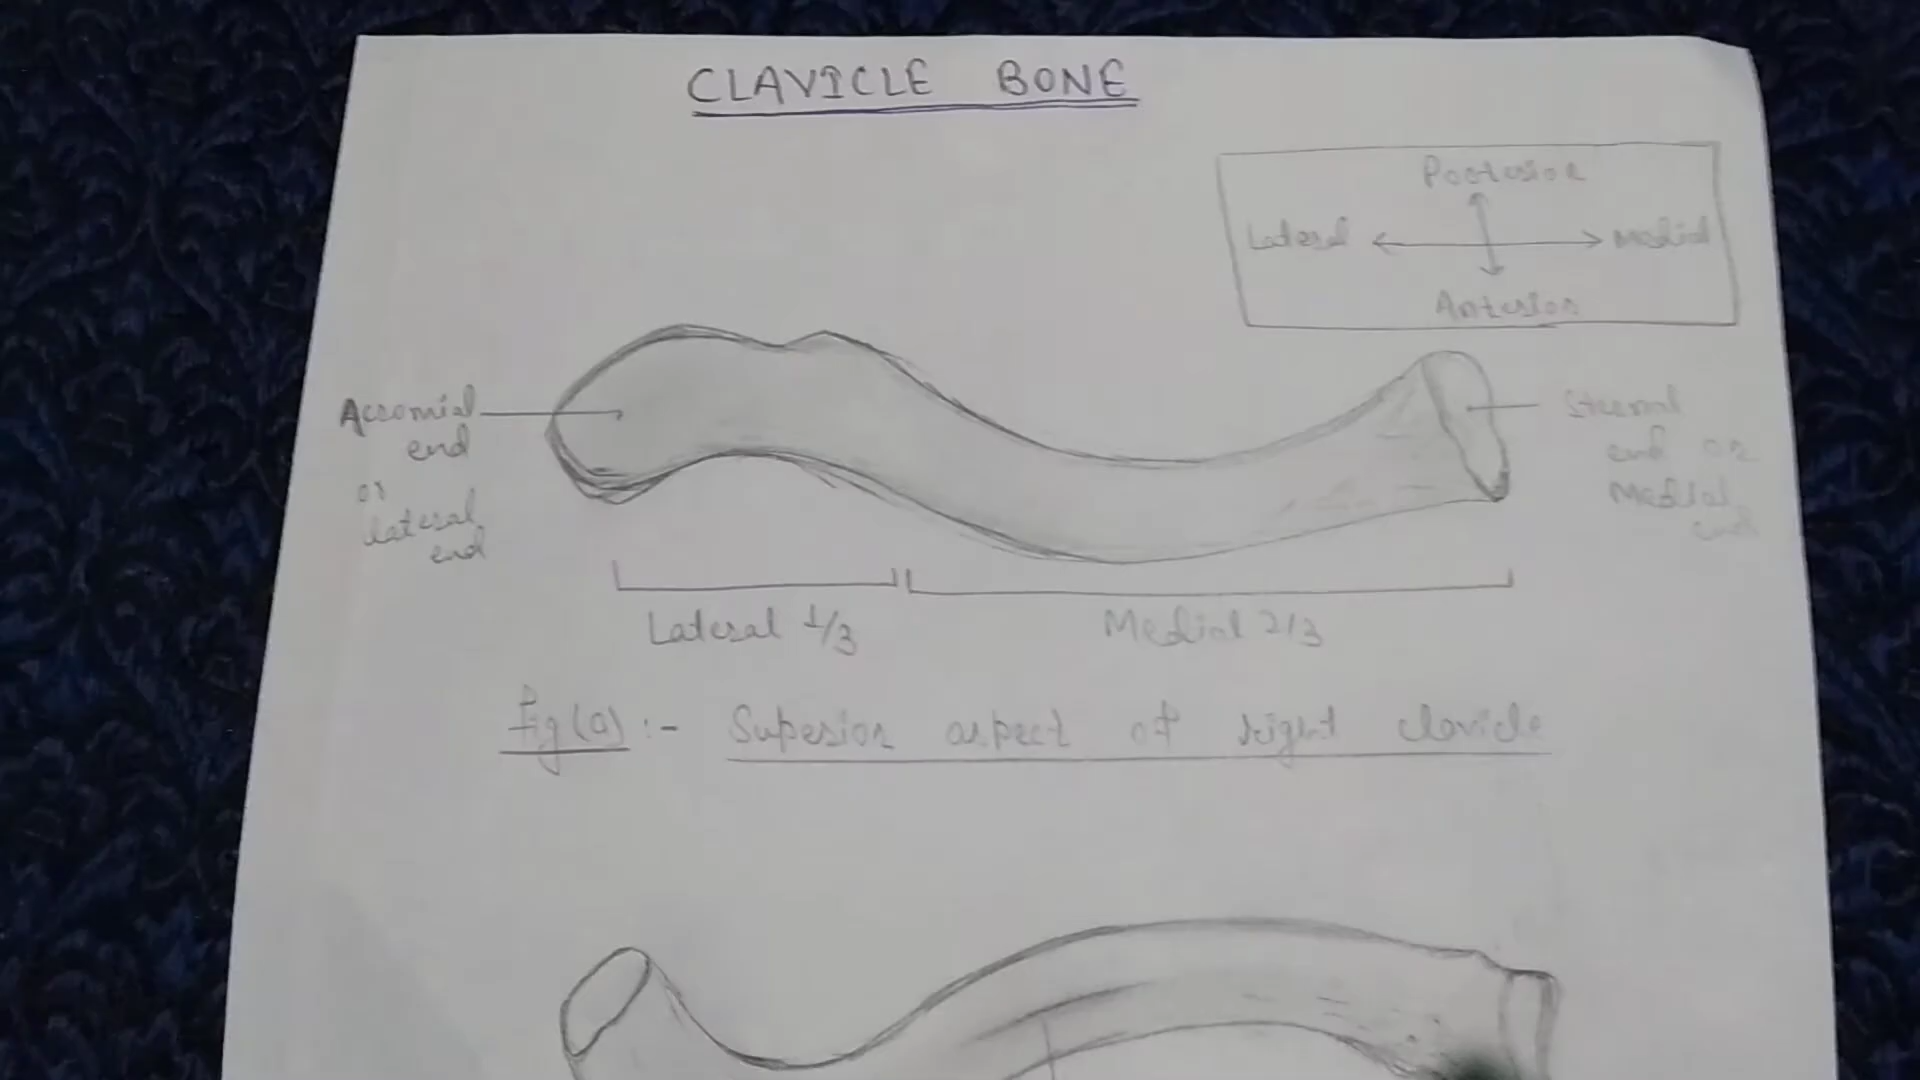 CLAVICLE BONE
Posterior
Lateral
Medial
Anterior
Acromial
end
or
lateral
end
Sternal
end or
Medial
end
Lateral 1/3
Medial 2/3
Fig (a) :- Superior aspect of right clavicle